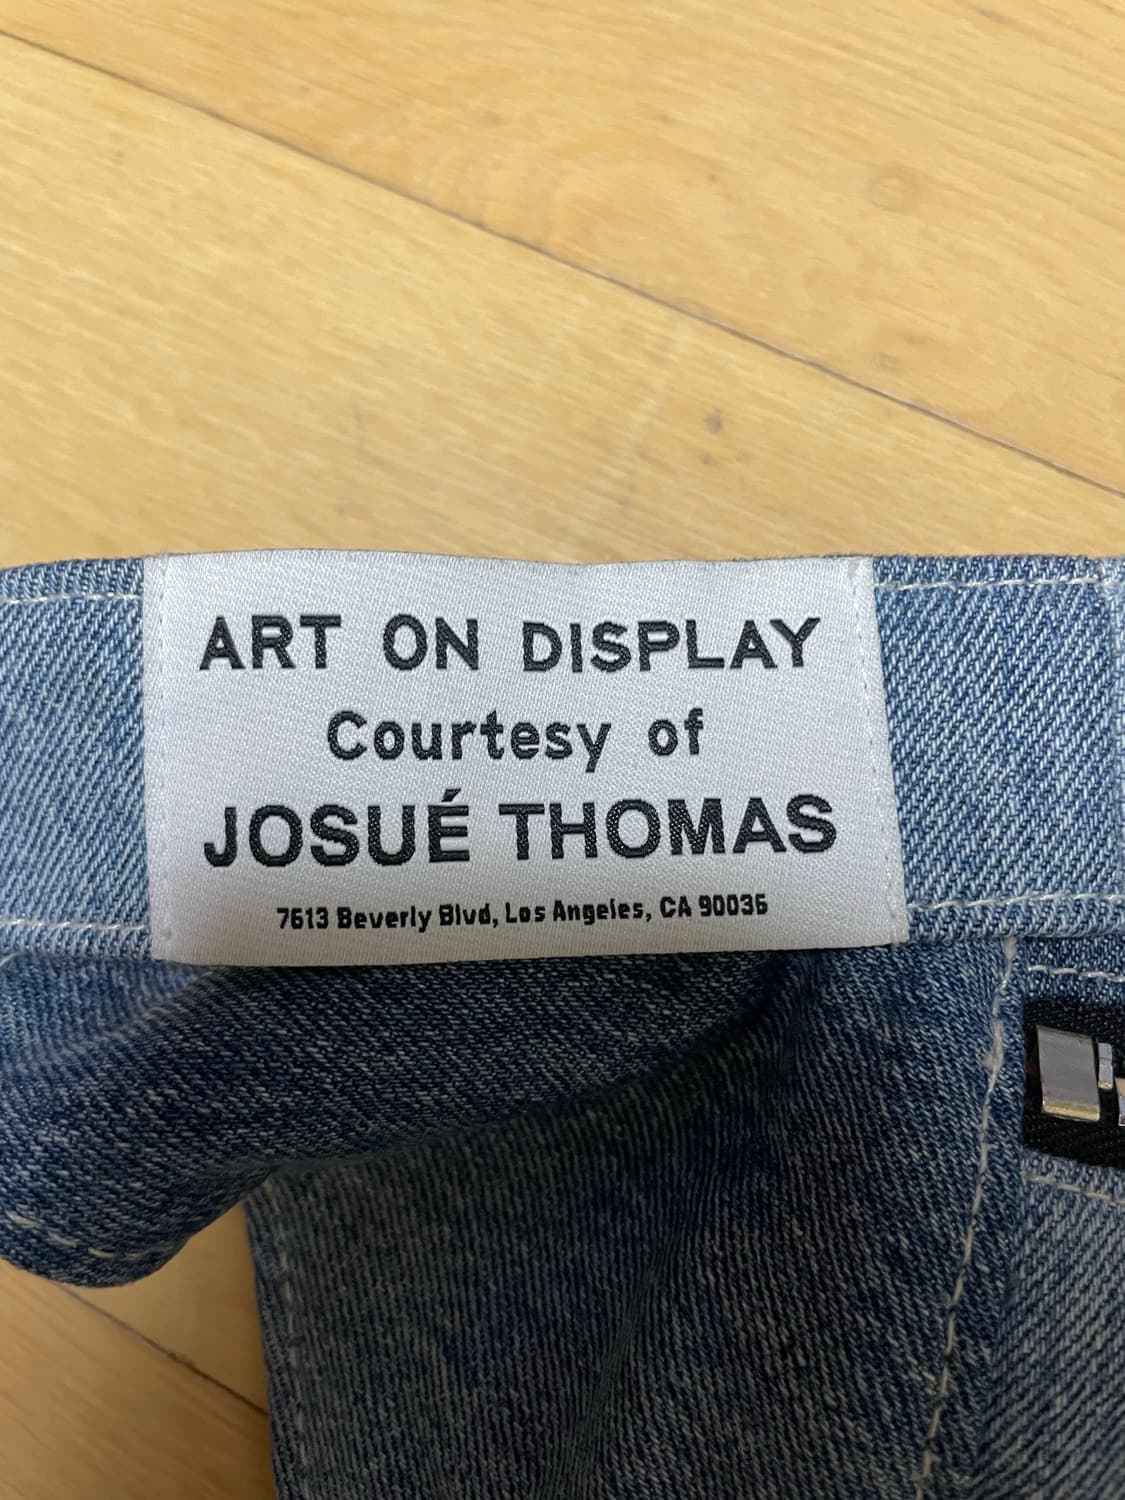 ART ON DISPLAY
Courtesy of
JOSUÉ THOMAS
7613 Beverly Blvd, Los Angeles, CA 90036